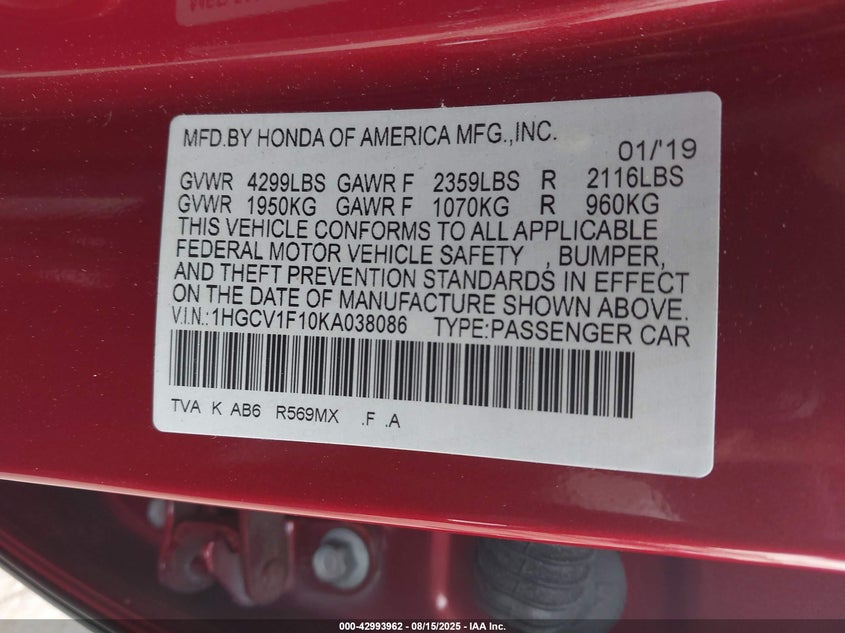 MFD.BY HONDA OF AMERICA MFG.,INC.
01/'19
GVWR 4299LBS GAWR F 2359LBS R 2116LBS
GVWR 1950KG GAWR F 1070KG R 960KG
THIS VEHICLE CONFORMS TO ALL APPLICABLE
FEDERAL MOTOR VEHICLE SAFETY , BUMPER,
AND THEFT PREVENTION STANDARDS IN EFFECT
ON THE DATE OF MANUFACTURE SHOWN ABOVE.
V.I.N.:1HGCV1F10KA038086 TYPE:PASSENGER CAR
TVA K AB6 R569MX .F .A
000-42993962 - 08/15/2025 - IAA Inc.